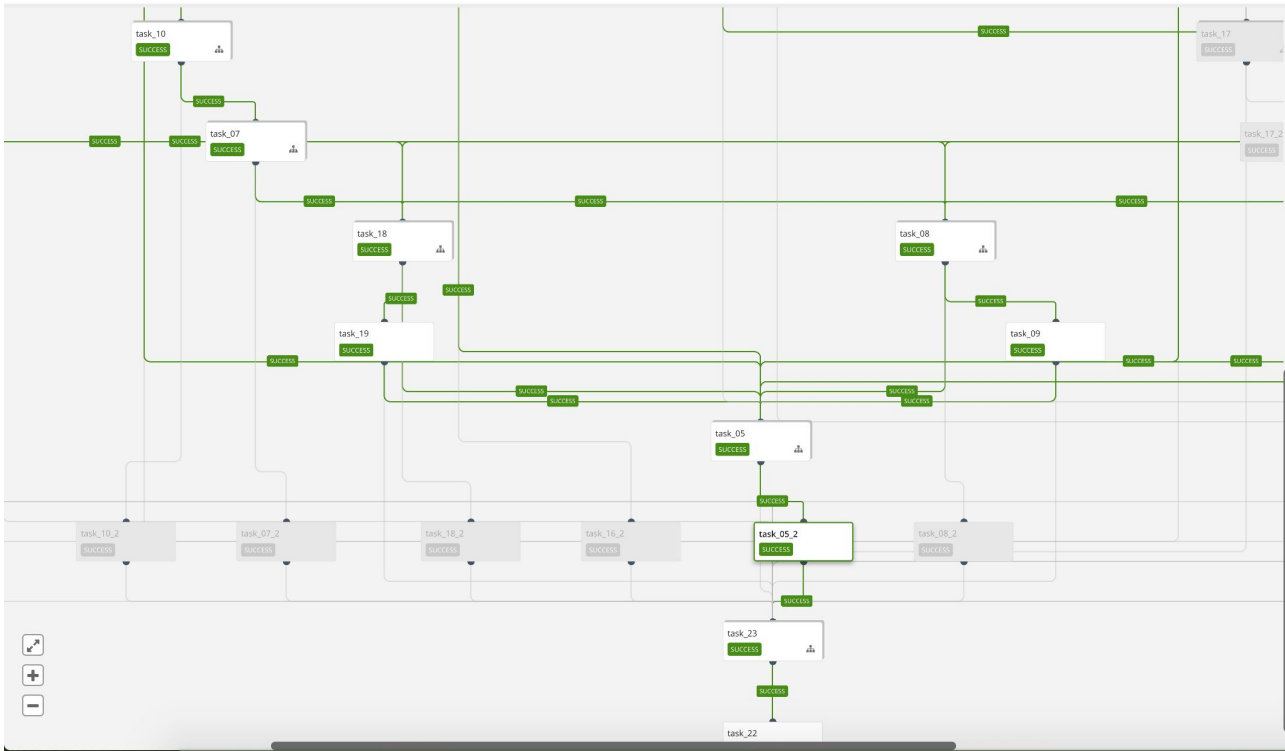 task_10
SUCCESS
SUCCESS
task_17
SUCCESS
SUCCESS
task_07
SUCCESS
SUCCESS
SUCCESS
task_17_2
SUCCESS
SUCCESS
SUCCESS
SUCCESS
task_18
SUCCESS
task_08
SUCCESS
SUCCESS
SUCCESS
SUCCESS
task_19
SUCCESS
task_09
SUCCESS
SUCCESS
SUCCESS
SUCCESS
SUCCESS
SUCCESS
SUCCESS
SUCCESS
task_05
SUCCESS
SUCCESS
task_10_2
SUCCESS
task_07_2
SUCCESS
task_18_2
SUCCESS
task_16_2
SUCCESS
task_05_2
SUCCESS
task_08_2
SUCCESS
SUCCESS
task_23
SUCCESS
SUCCESS
task_22